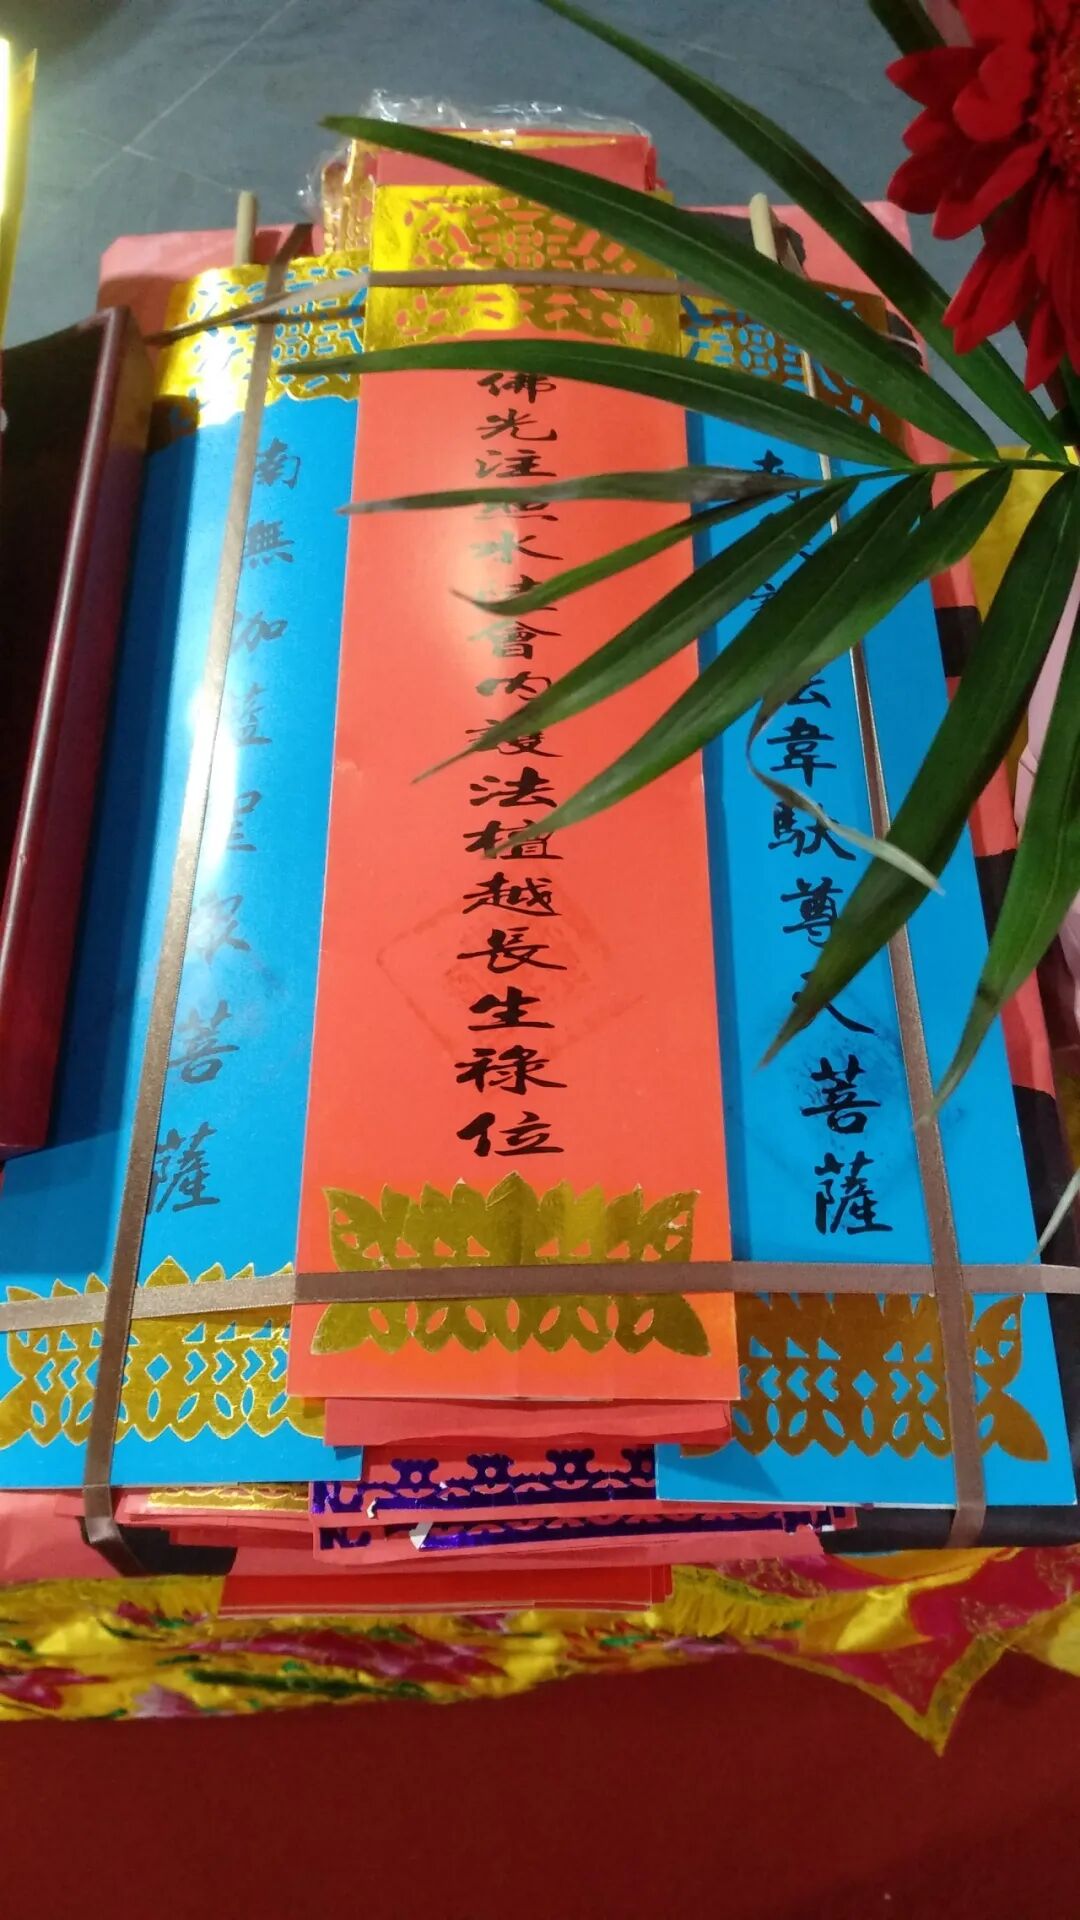 南法韋馱尊天菩薩
佛光注照水陸會內護法檀越長生祿位
南無伽藍聖眾菩薩